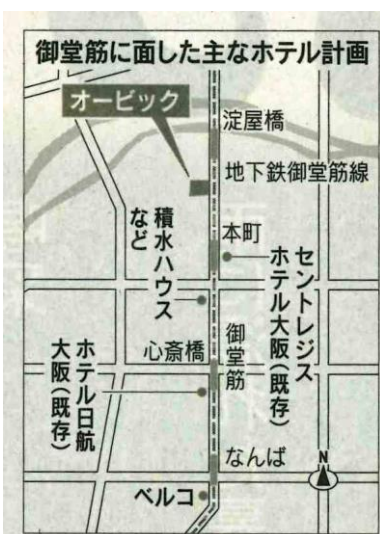 御堂筋に面した主なホテル計画
オービック
淀屋橋
地下鉄御堂筋線
本町
積水ハウス
など
セントレジス
ホテル大阪(既存)
御堂筋
心斎橋
ホテル日航
大阪(既存)
なんば
N
ベルコ